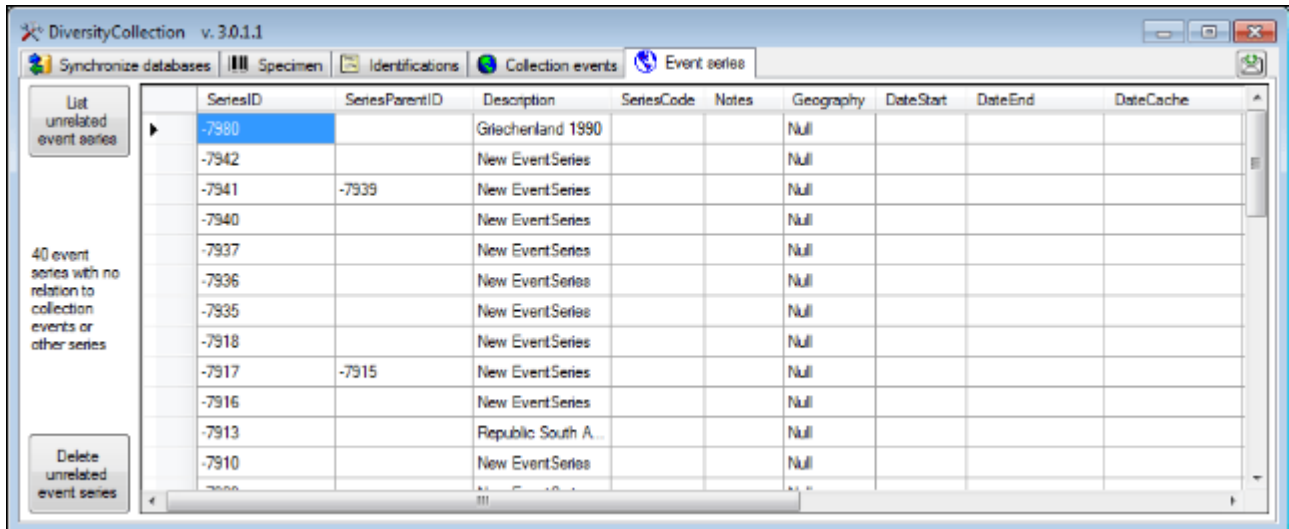 DiversityCollection v. 3.0.1.1
Synchronize databases Specimen Identifications Collection events Event series
List
unrelated
event series
40 event
series with no
relation to
collection
events or
other series
Delete
unrelated
event series
SeriesID SeriesParentID Description SeriesCode Notes Geography DateStart DateEnd DateCache
-7980 Griechenland 1990 Null
-7942 New EventSeries Null
-7941 -7939 New EventSeries Null
-7940 New EventSeries Null
-7937 New EventSeries Null
-7936 New EventSeries Null
-7935 New EventSeries Null
-7918 New EventSeries Null
-7917 -7915 New EventSeries Null
-7916 New EventSeries Null
-7913 Republic South A... Null
-7910 New EventSeries Null